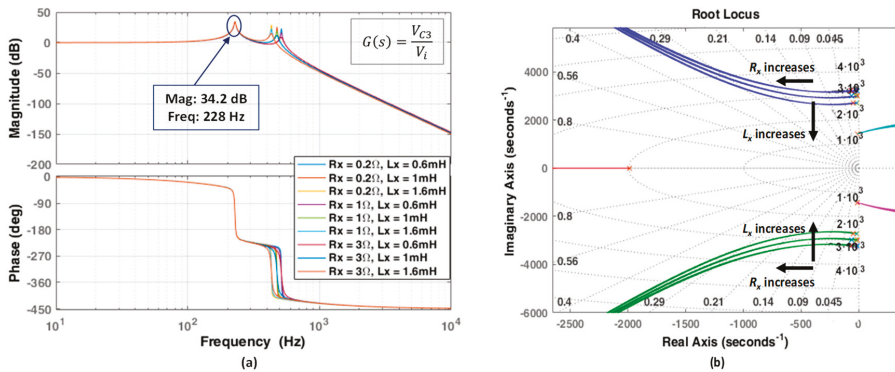 50
0
-50
-100
-150
-200
Magnitude (dB)
Mag: 34.2 dB
Freq: 228 Hz
G(s) = V_C3 / V_i
0
-90
-180
-270
-360
-450
Phase (deg)
Rx = 0.2Ω, Lx = 0.6mH
Rx = 0.2Ω, Lx = 1mH
Rx = 0.2Ω, Lx = 1.6mH
Rx = 1Ω, Lx = 0.6mH
Rx = 1Ω, Lx = 1mH
Rx = 1Ω, Lx = 1.6mH
Rx = 3Ω, Lx = 0.6mH
Rx = 3Ω, Lx = 1mH
Rx = 3Ω, Lx = 1.6mH
10^1
10^2
10^3
10^4
Frequency (Hz)
(a)
Root Locus
0.4
0.29
0.21
0.14
0.09
0.045
4·10^3
0.56
R_x increases
3·10^3
2·10^3
0.8
L_x increases
1·10^3
1·10^3
0.8
L_x increases
2·10^3
3·10^3
0.56
R_x increases
4·10^3
0.4
0.29
0.21
0.14
0.09
0.045
4000
2000
0
-2000
-4000
-6000
Imaginary Axis (seconds^-1)
-2500
-2000
-1500
-1000
-500
0
Real Axis (seconds^-1)
(b)